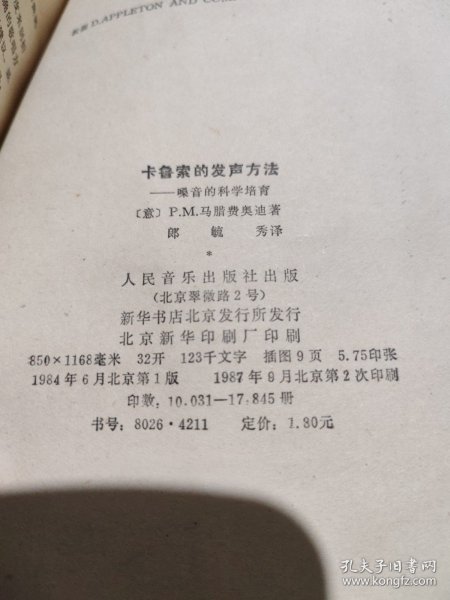 据 D.APPLETON AND COM
卡鲁索的发声方法
——嗓音的科学培育
〔意〕P.M.马腊费奥迪著
郎 毓 秀译
*
人民音乐出版社出版
(北京翠微路2号)
新华书店北京发行所发行
北京新华印刷厂印刷
850×1168毫米 32开 123千文字 插图9页 5.75印张
1984年6月北京第1版 1987年9月北京第2次印刷
印数: 10,031—17,845册
书号: 8026·4211 定价: 1.80元
孔夫子旧书网
www.kongfz.com